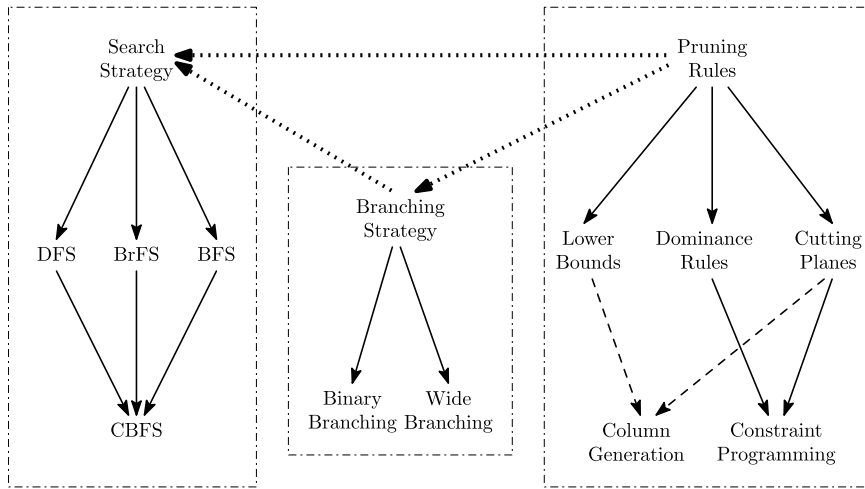 Search
Strategy
Pruning
Rules
Branching
Strategy
DFS
BrFS
BFS
Lower
Bounds
Dominance
Rules
Cutting
Planes
Binary
Branching
Wide
Branching
CBFS
Column
Generation
Constraint
Programming